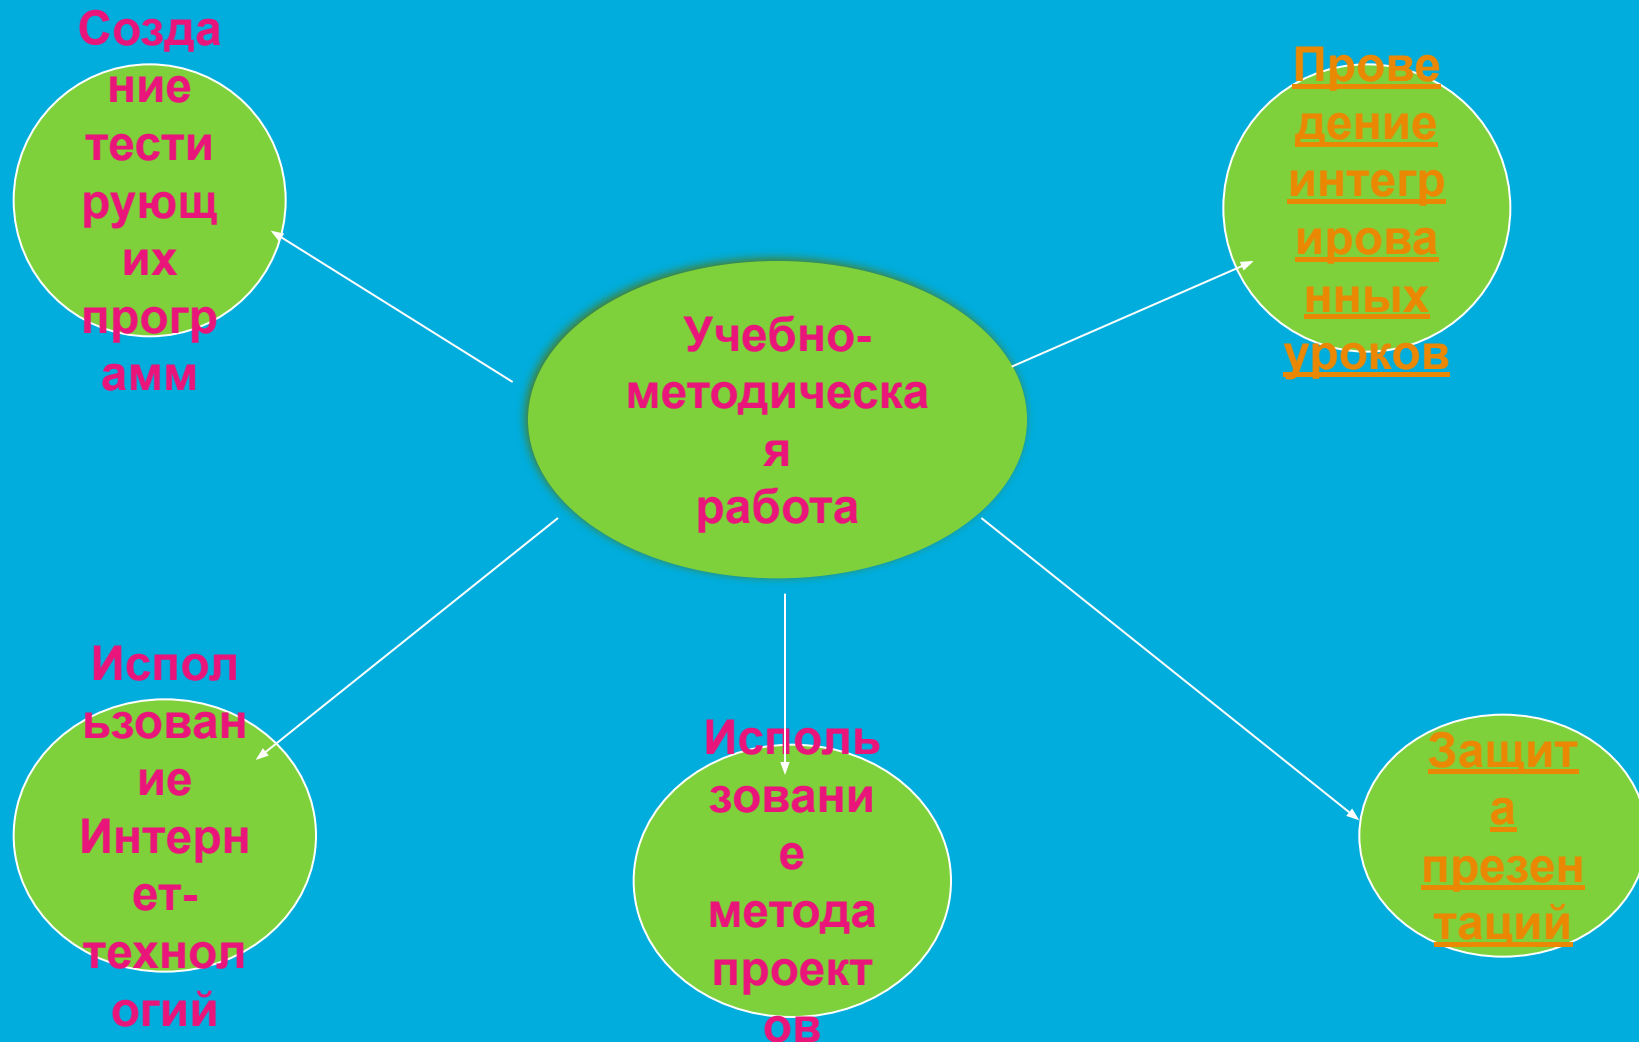 Созда
ние
тести
рующ
их
прогр
амм
Прове
дение
интегр
ирова
нных
уроков
Учебно-
методическа
я
работа
Испол
ьзован
ие
Интерн
ет-
технол
огий
Исполь
зовани
е
метода
проект
ов
Защит
а
презен
таций